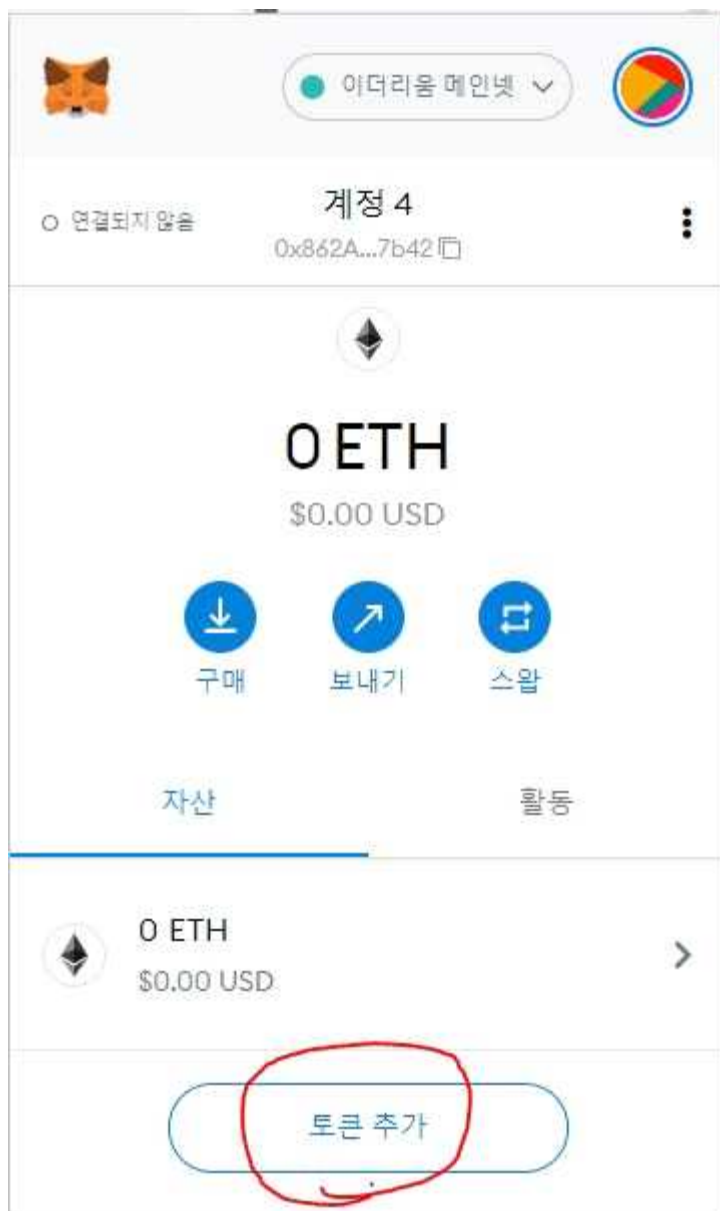 이더리움 메인넷
연결되지 않음
계정 4
0x862A...7b42
0 ETH
$0.00 USD
구매
보내기
스왑
자산
활동
0 ETH
$0.00 USD
토큰 추가